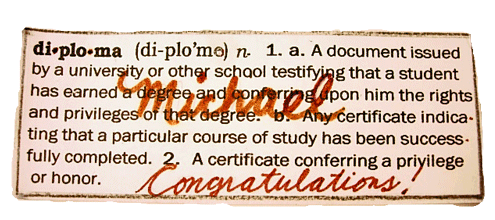 di•plo•ma (di-plo'mə) n. 1. a. A document issued
by a university or other school testifying that a student
has earned a degree and conferring upon him the rights
and privileges of that degree. b. Any certificate indica-
ting that a particular course of study has been success-
fully completed. 2. A certificate conferring a privilege
or honor.
Michael
Congratulations!